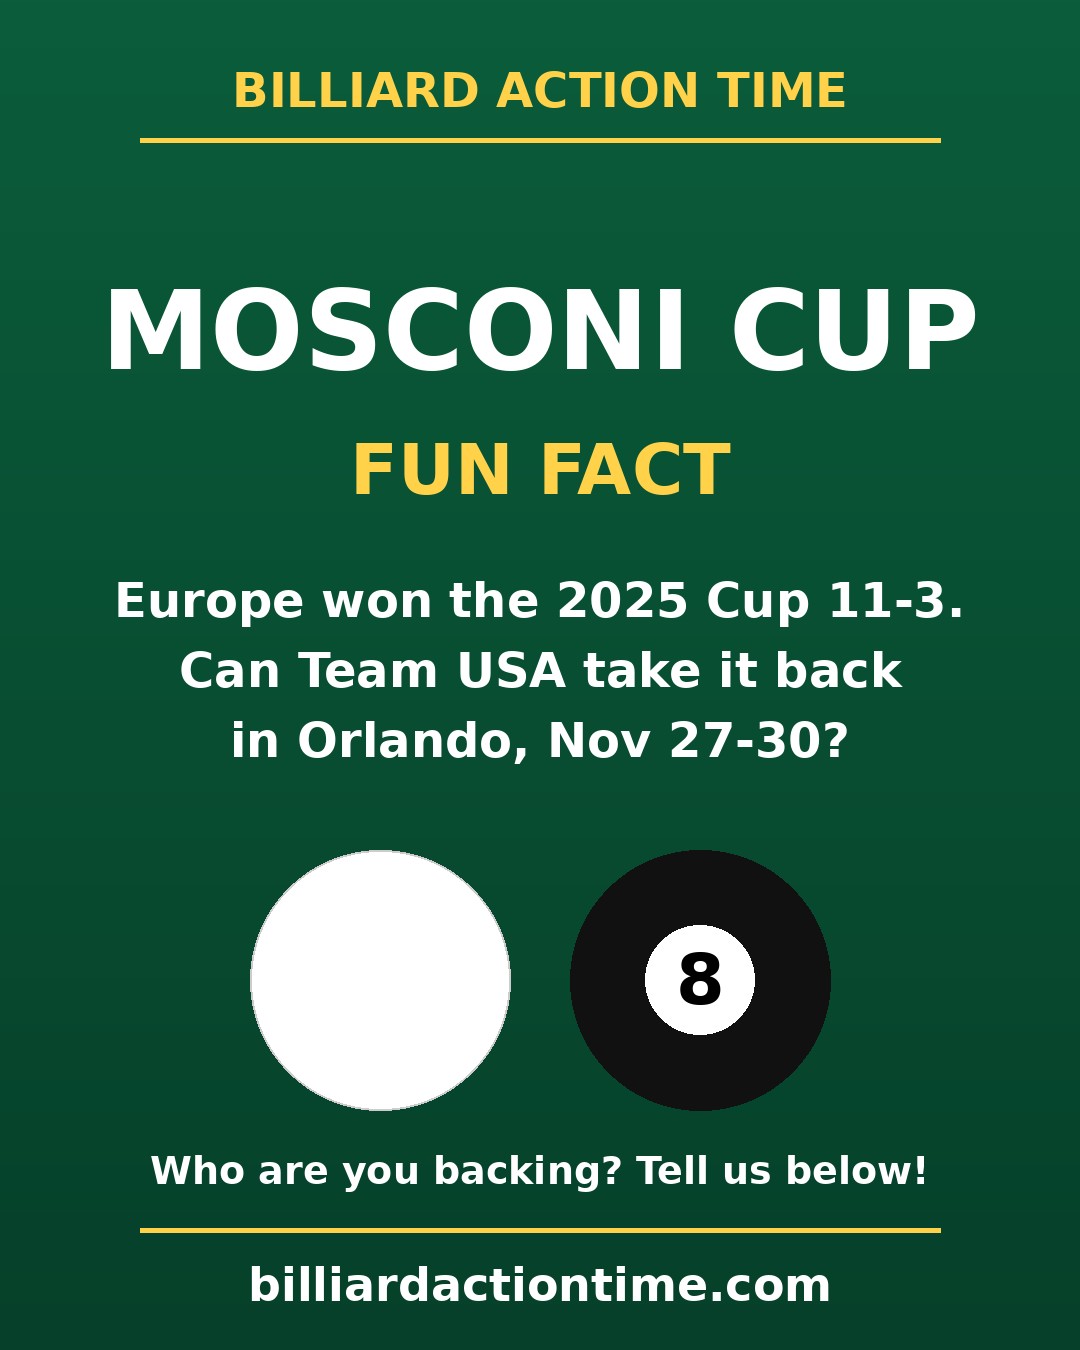 BILLIARD ACTION TIME
MOSCONI CUP
FUN FACT
Europe won the 2025 Cup 11-3.
Can Team USA take it back
in Orlando, Nov 27-30?
8
Who are you backing? Tell us below!
billiardactiontime.com